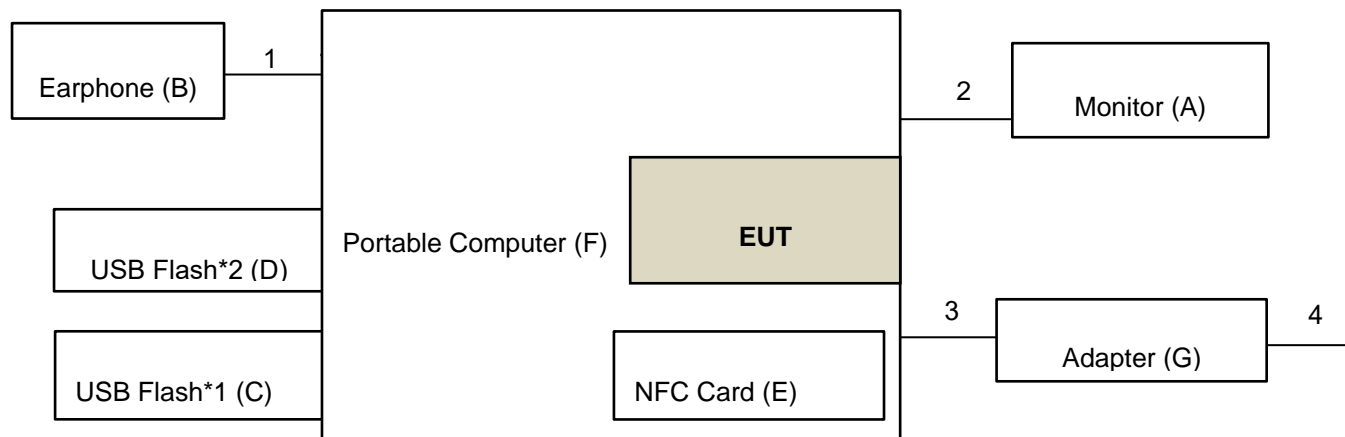 1
Earphone (B)
2
Monitor (A)
Portable Computer (F)
EUT
USB Flash*2 (D)
3
4
Adapter (G)
USB Flash*1 (C)
NFC Card (E)